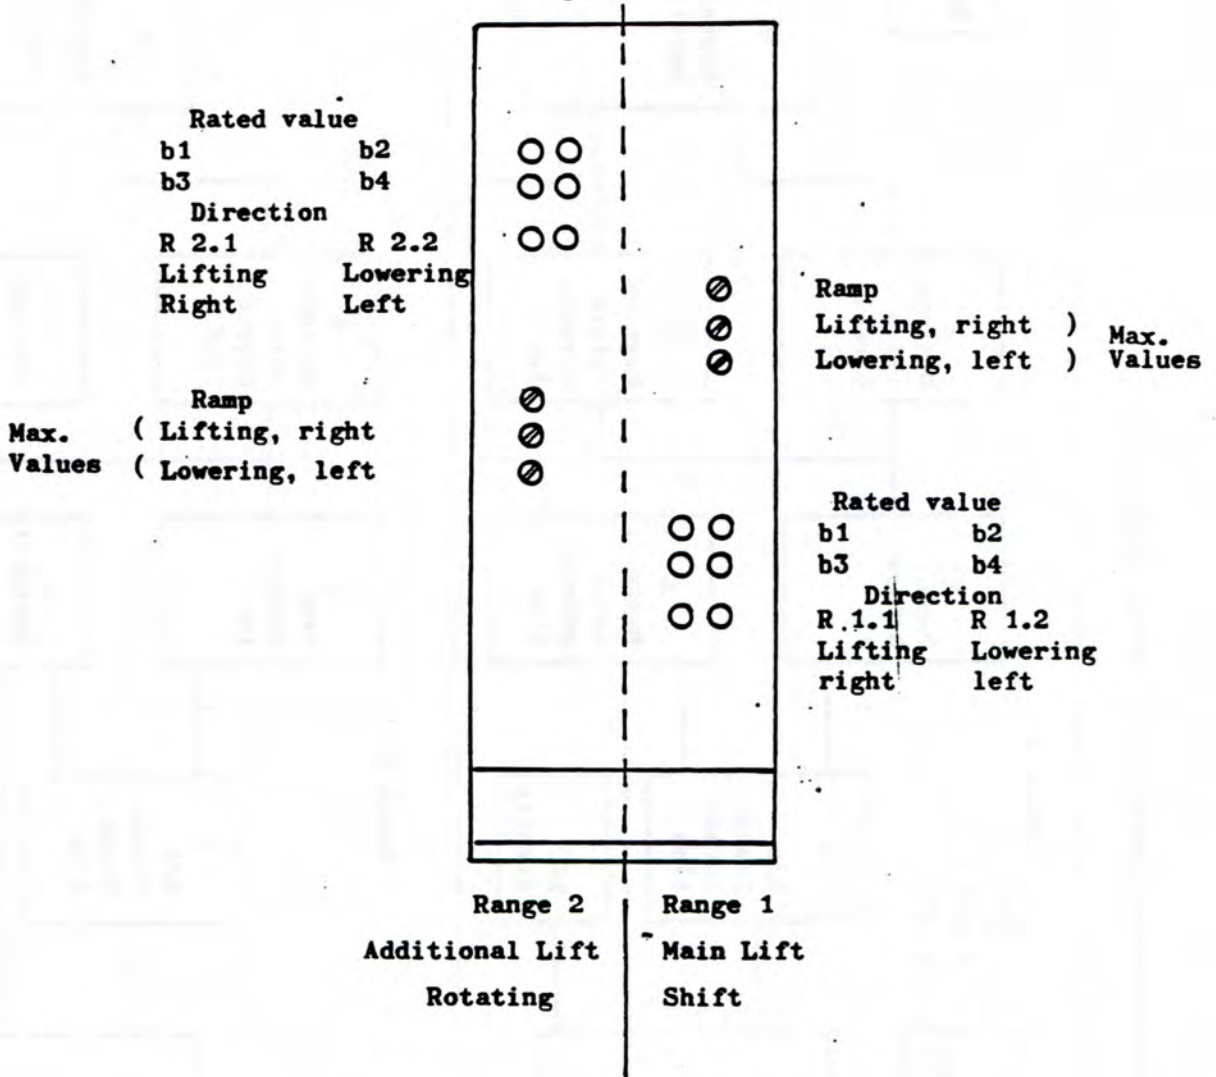 Rated value
b1 b2
b3 b4
Direction
R 2.1 R 2.2
Lifting Lowering
Right Left
Ramp
Lifting, right )
Lowering, left )
Max.
Values
Ramp
( Lifting, right
( Lowering, left
Max.
Values
Rated value
b1 b2
b3 b4
Direction
R.1.1 R 1.2
Lifting Lowering
right left
Range 2 Range 1
Additional Lift Main Lift
Rotating Shift